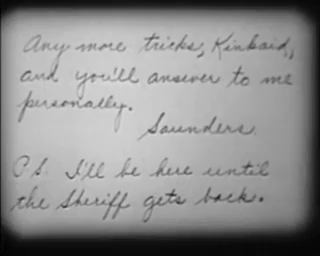 Any more tricks, Kinkaid,
and you'll answer to me
personally.
Saunders.
P.S. I'll be here until
the Sheriff gets back.